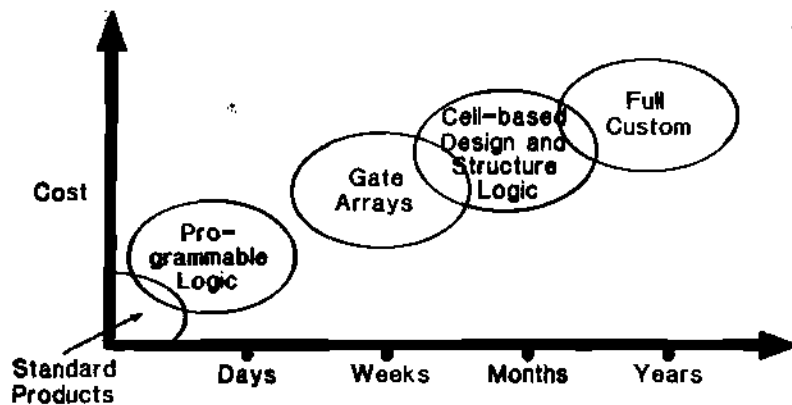 Full
Custom
Cell-based
Design and
Structure
Logic
Gate
Arrays
Cost
Pro-
grammable
Logic
Standard
Products
Days
Weeks
Months
Years